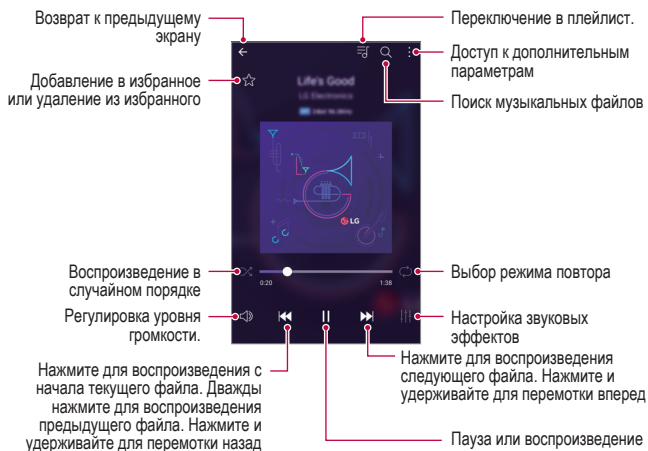 Возврат к предыдущему
экрану
Переключение в плейлист.
Доступ к дополнительным
параметрам
Добавление в избранное
или удаление из избранного
Поиск музыкальных файлов
Life's Good
LG Electronics
LG
0:20
1:38
Воспроизведение в
случайном порядке
Выбор режима повтора
Регулировка уровня
громкости.
Настройка звуковых
эффектов
Нажмите для воспроизведения с
начала текущего файла. Дважды
нажмите для воспроизведения
предыдущего файла. Нажмите и
удерживайте для перемотки назад
Нажмите для воспроизведения
следующего файла. Нажмите и
удерживайте для перемотки вперед
Пауза или воспроизведение